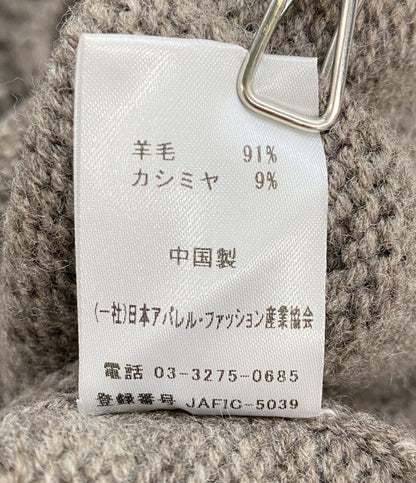 羊毛 91%
カシミヤ 9%
中国製
(一社)日本アパレル・ファッション産業協会
電話 03-3275-0685
登録番号 JAFIC-5039